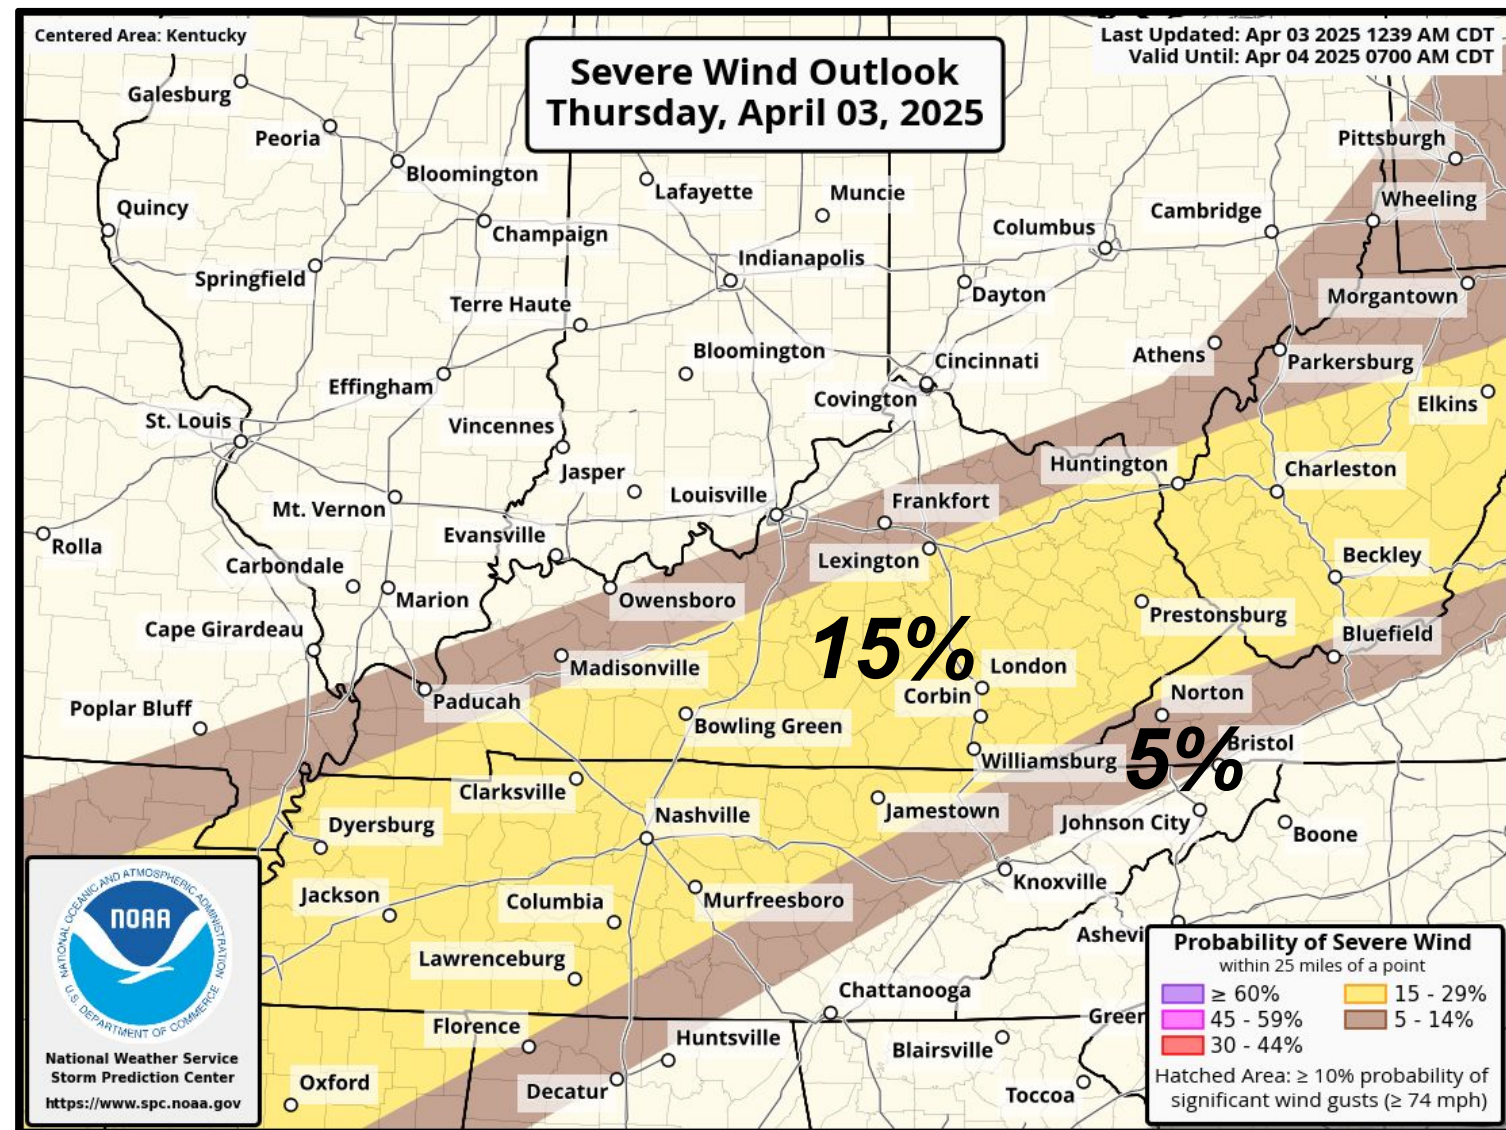 Centered Area: Kentucky
Last Updated: Apr 03 2025 1239 AM CDT
Valid Until: Apr 04 2025 0700 AM CDT
Severe Wind Outlook
Thursday, April 03, 2025
Galesburg
Peoria
Pittsburgh
Bloomington
Lafayette
Muncie
Wheeling
Quincy
Cambridge
Champaign
Columbus
Indianapolis
Springfield
Dayton
Morgantown
Terre Haute
Bloomington
Cincinnati
Athens
Parkersburg
Effingham
Covington
Elkins
St. Louis
Vincennes
Huntington
Charleston
Jasper
Louisville
Frankfort
Mt. Vernon
Evansville
Rolla
Lexington
Beckley
Carbondale
Marion
Owensboro
Prestonsburg
Cape Girardeau
Bluefield
15%
Madisonville
London
Corbin
Norton
Paducah
Poplar Bluff
Bowling Green
Bristol
5%
Williamsburg
Clarksville
Nashville
Jamestown
Johnson City
Dyersburg
Boone
Knoxville
Jackson
Columbia
Murfreesboro
Ashevi
Lawrenceburg
Chattanooga
Green
Florence
Huntsville
Blairsville
Oxford
Decatur
Toccoa
NATIONAL OCEANIC AND ATMOSPHERIC ADMINISTRATION
NOAA
U.S. DEPARTMENT OF COMMERCE
National Weather Service
Storm Prediction Center
https://www.spc.noaa.gov
Probability of Severe Wind
within 25 miles of a point
≥ 60%
15 - 29%
45 - 59%
5 - 14%
30 - 44%
Hatched Area: ≥ 10% probability of
significant wind gusts (≥ 74 mph)